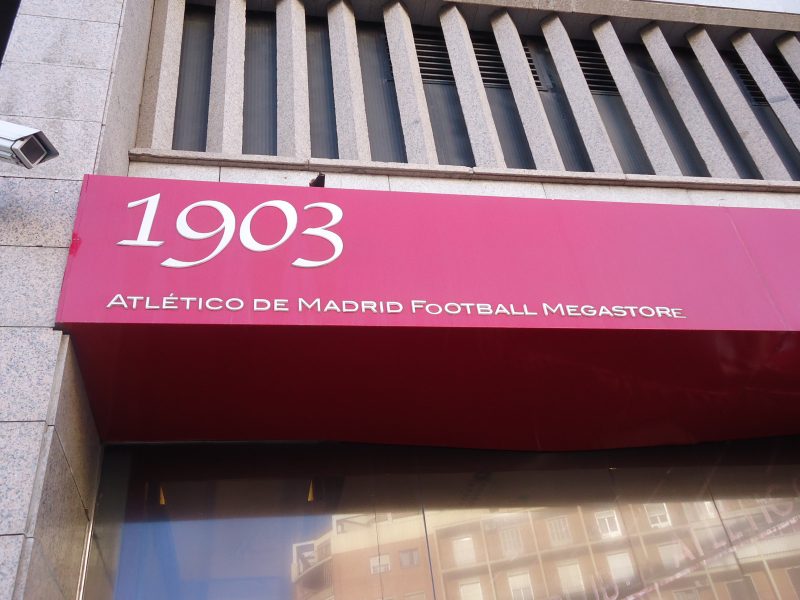 1903
ATLÉTICO DE MADRID FOOTBALL MEGASTORE